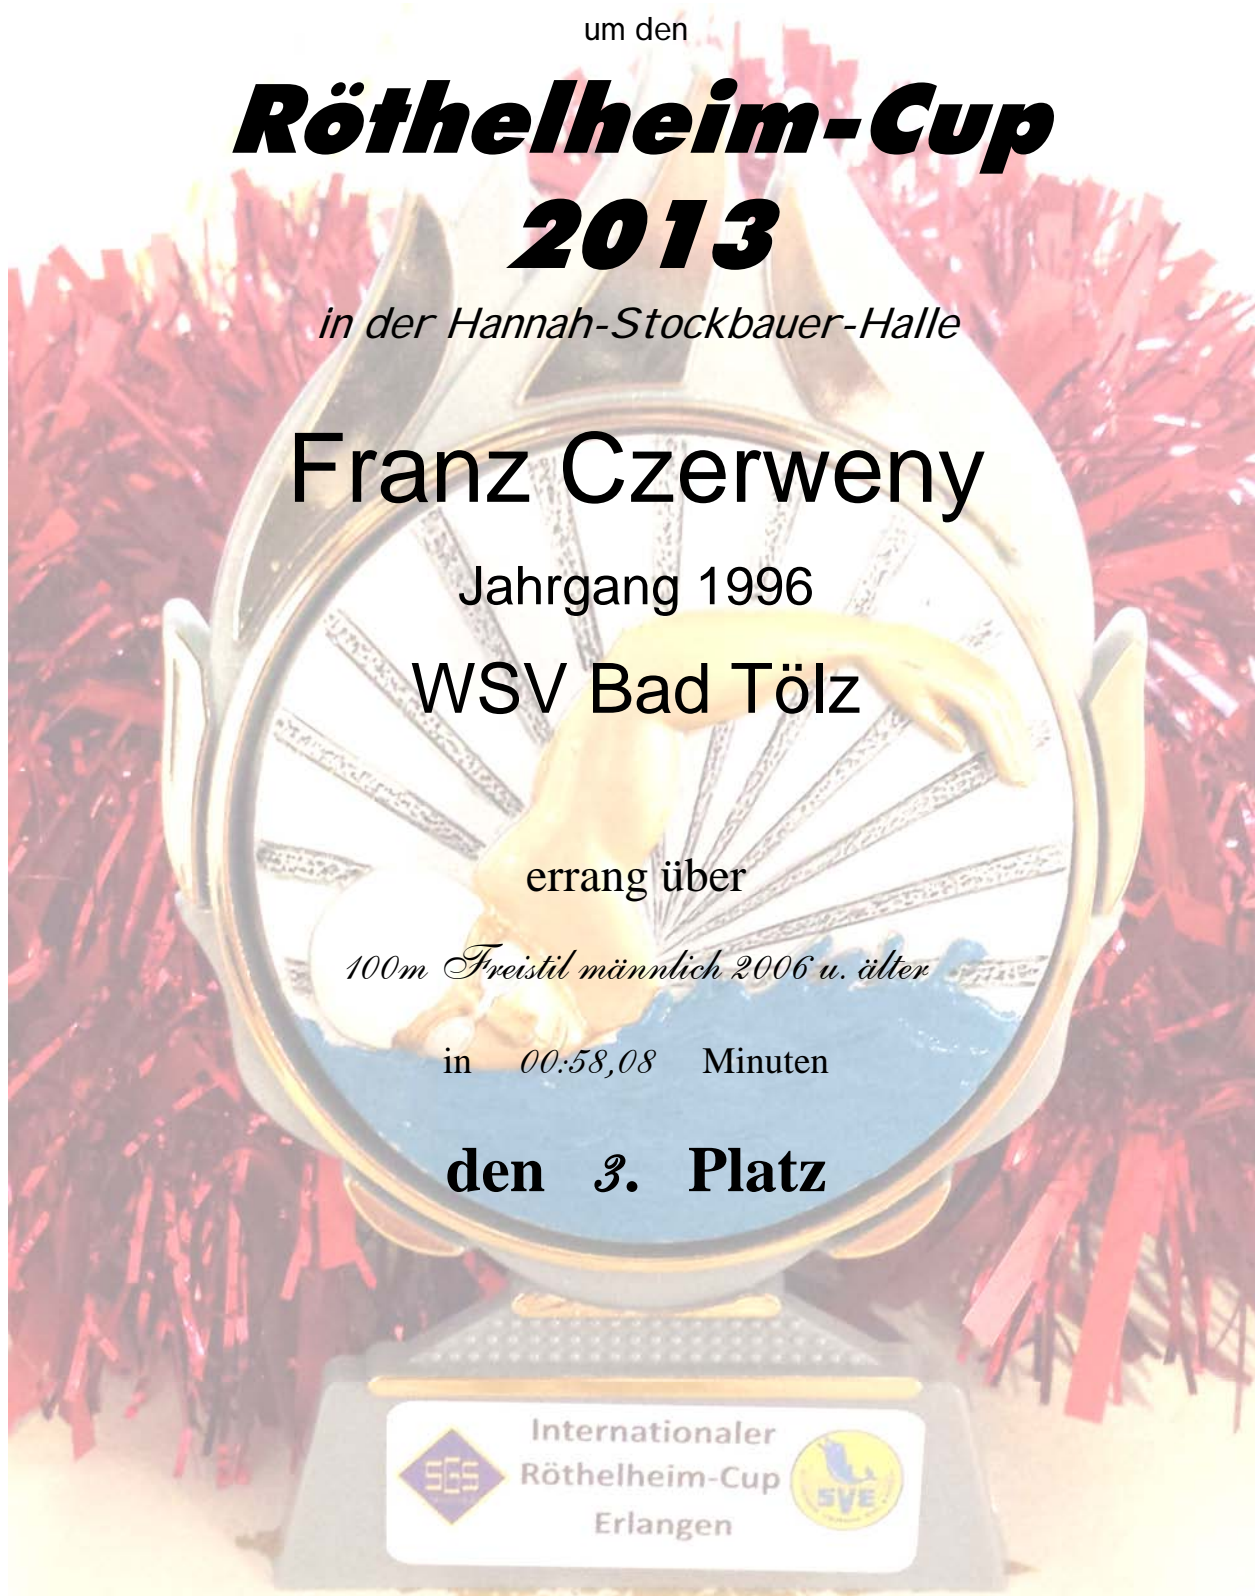 um den
Röthelheim-Cup
2013
in der Hannah-Stockbauer-Halle
Franz Czerweny
Jahrgang 1996
WSV Bad Tölz
errang über
100m Freistil männlich 2006 u. älter
in 00:58,08 Minuten
den 3. Platz
Internationaler
SGS Röthelheim-Cup SVE
Erlangen